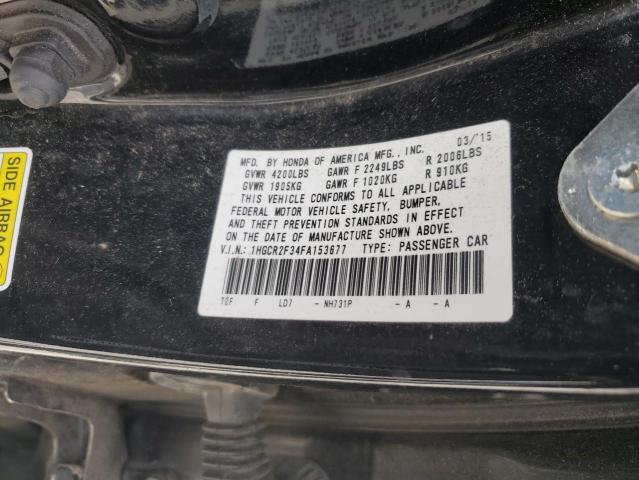 SIDE AIRBAG
MFD. BY HONDA OF AMERICA MFG., INC. 03/'15
GVWR 4200LBS GAWR F 2249LBS R 2006LBS
GVWR 1905KG GAWR F 1020KG R 910KG
THIS VEHICLE CONFORMS TO ALL APPLICABLE
FEDERAL MOTOR VEHICLE SAFETY, BUMPER,
AND THEFT PREVENTION STANDARDS IN EFFECT
ON THE DATE OF MANUFACTURE SHOWN ABOVE.
V.I.N.: 1HGCR2F34FA153677 TYPE: PASSENGER CAR
T2F F LD7 - NH731P - A - A